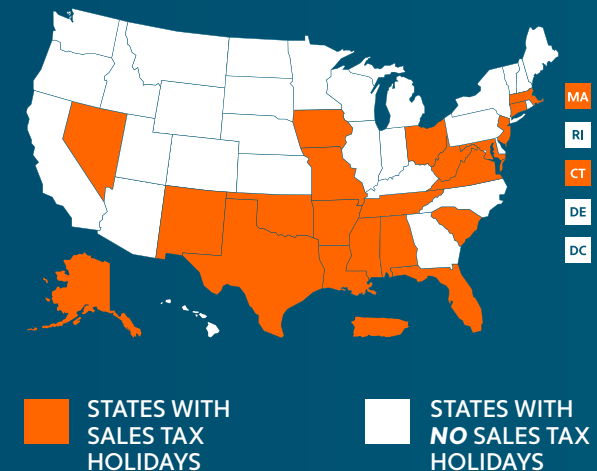 MA
RI
CT
DE
DC
STATES WITH
SALES TAX
HOLIDAYS
STATES WITH
NO SALES TAX
HOLIDAYS